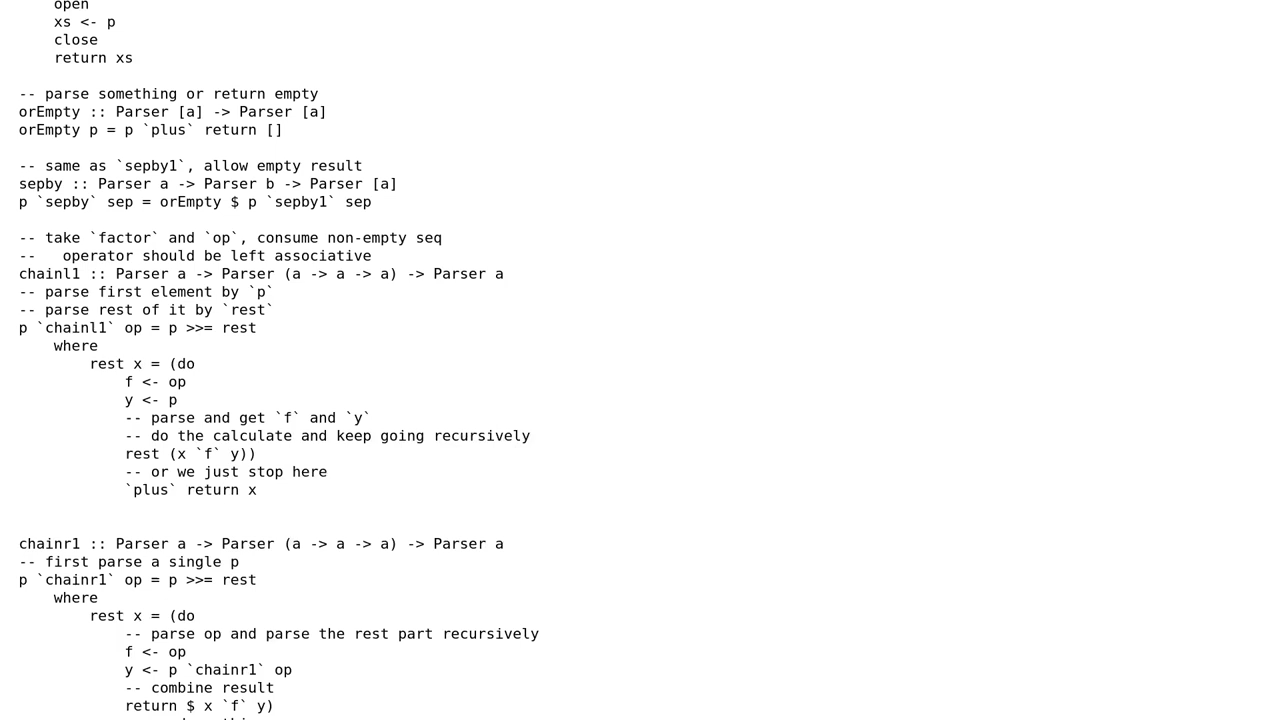 open
    xs <- p
    close
    return xs

-- parse something or return empty
orEmpty :: Parser [a] -> Parser [a]
orEmpty p = p `plus` return []

-- same as `sepby1`, allow empty result
sepby :: Parser a -> Parser b -> Parser [a]
p `sepby` sep = orEmpty $ p `sepby1` sep

-- take `factor` and `op`, consume non-empty seq
--   operator should be left associative
chainl1 :: Parser a -> Parser (a -> a -> a) -> Parser a
-- parse first element by `p`
-- parse rest of it by `rest`
p `chainl1` op = p >>= rest
    where
        rest x = (do
            f <- op
            y <- p
            -- parse and get `f` and `y`
            -- do the calculate and keep going recursively
            rest (x `f` y))
            -- or we just stop here
            `plus` return x


chainr1 :: Parser a -> Parser (a -> a -> a) -> Parser a
-- first parse a single p
p `chainr1` op = p >>= rest
    where
        rest x = (do
            -- parse op and parse the rest part recursively
            f <- op
            y <- p `chainr1` op
            -- combine result
            return $ x `f` y)